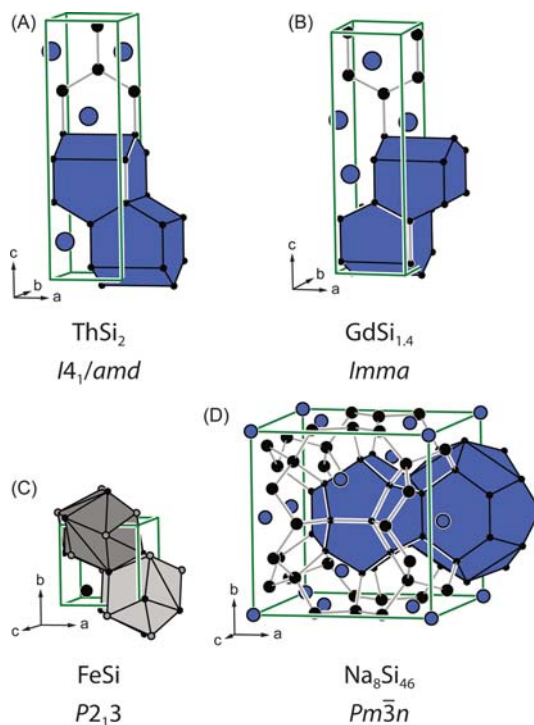 (A)
(B)
c
b
a
c
b
a
ThSi₂
I4₁/amd
GdSi₁.₄
Imma
(C)
(D)
b
c
a
b
c
a
FeSi
P2₁3
Na₈Si₄₆
Pm3̅n